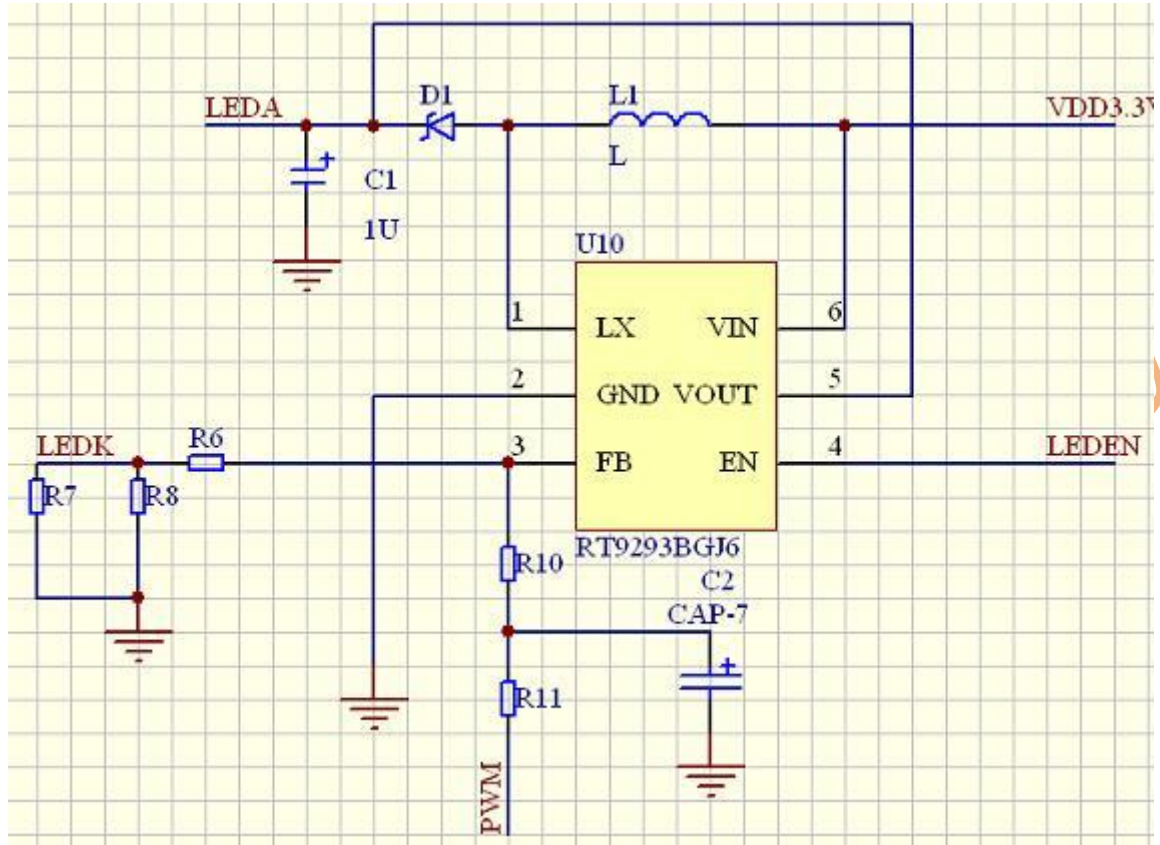 LEDA
D1
L1
VDD3.3V
L
C1
1U
U10
1
LX
VIN
6
2
GND
VOUT
5
LEDK
R6
3
FB
EN
4
LEDEN
R7
R8
RT9293BGJ6
R10
C2
CAP-7
R11
PWM